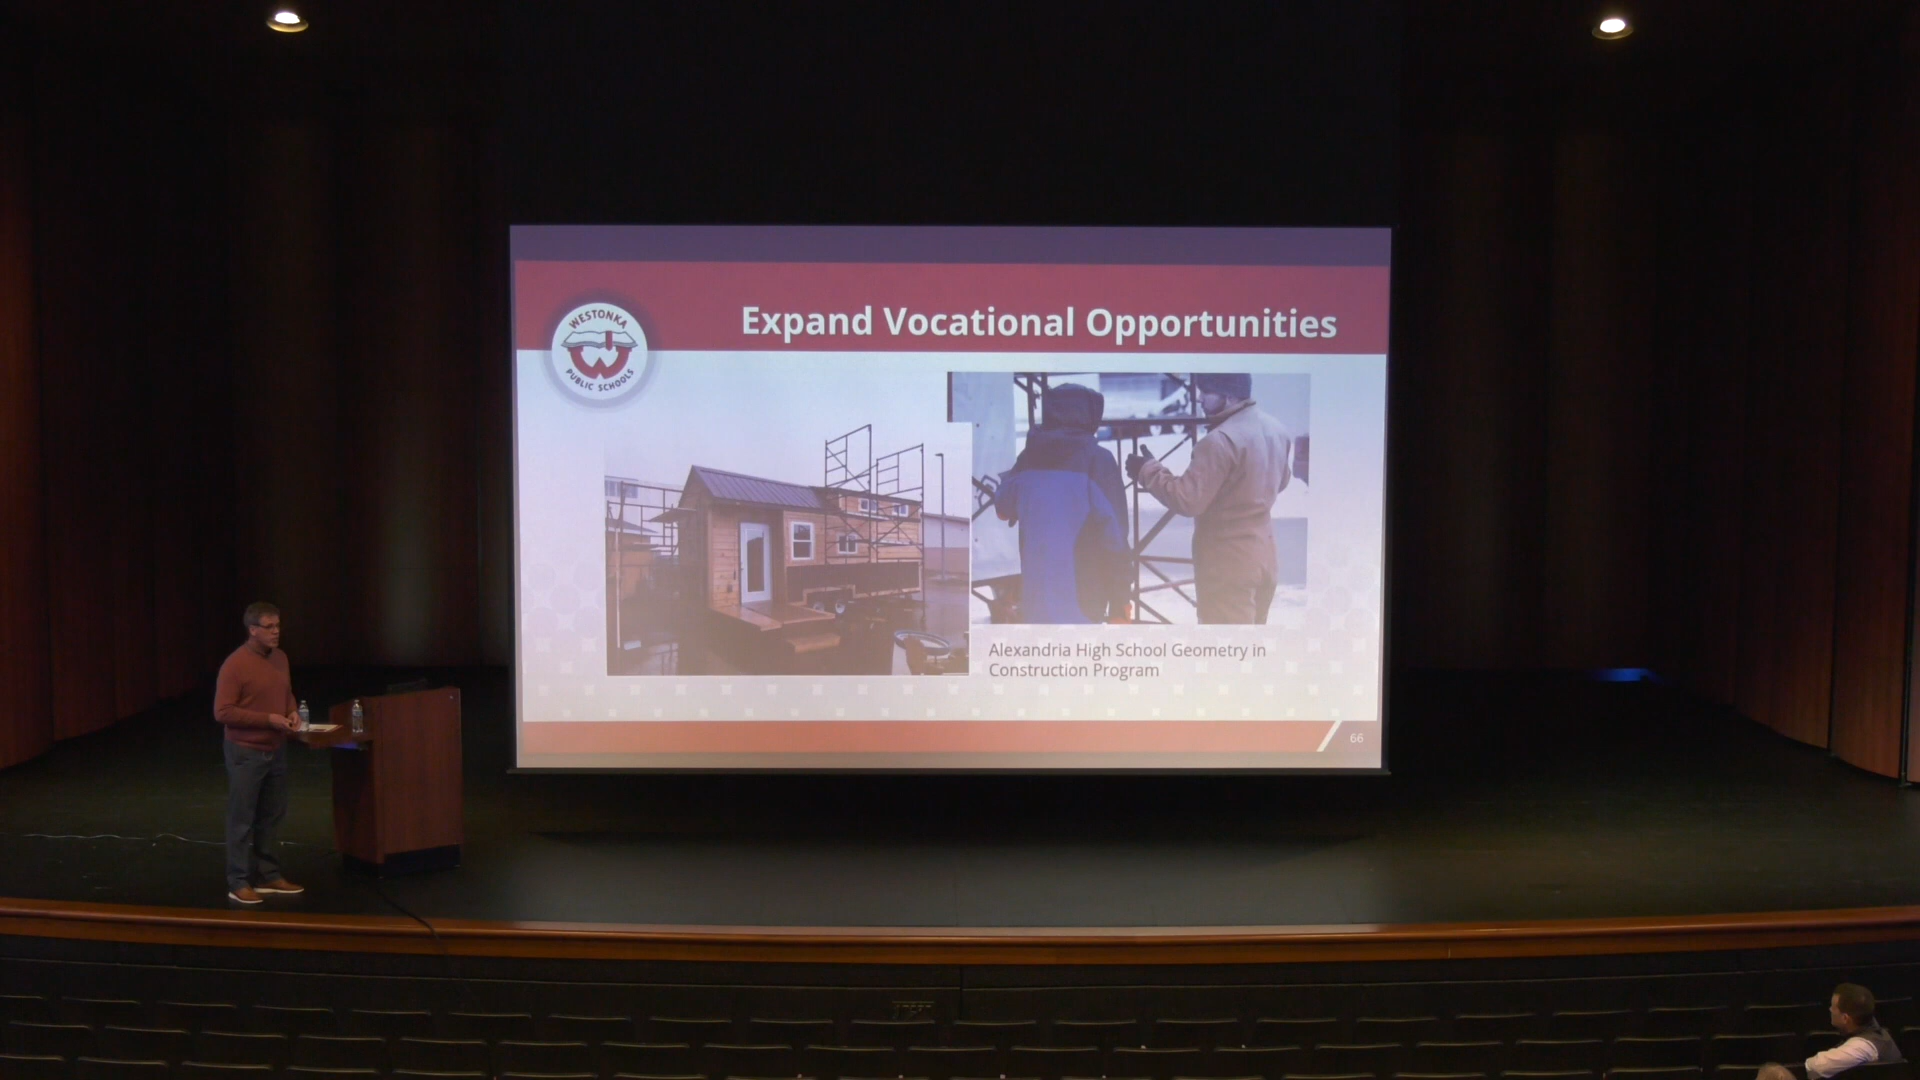 Expand Vocational Opportunities
WESTONKA
W
PUBLIC SCHOOLS
Alexandria High School Geometry in
Construction Program
66